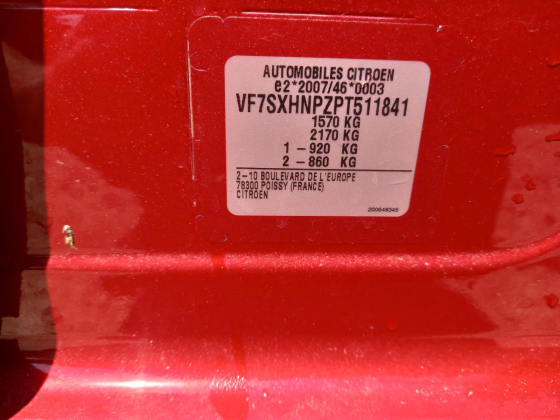 AUTOMOBILES CITROEN
e2*2007/46*0003
VF7SXHNPZPT511841
1570 KG
2170 KG
1 - 920 KG
2 - 860 KG
2-10 BOULEVARD DE L'EUROPE
78300 POISSY (FRANCE)
CITROEN
200648345